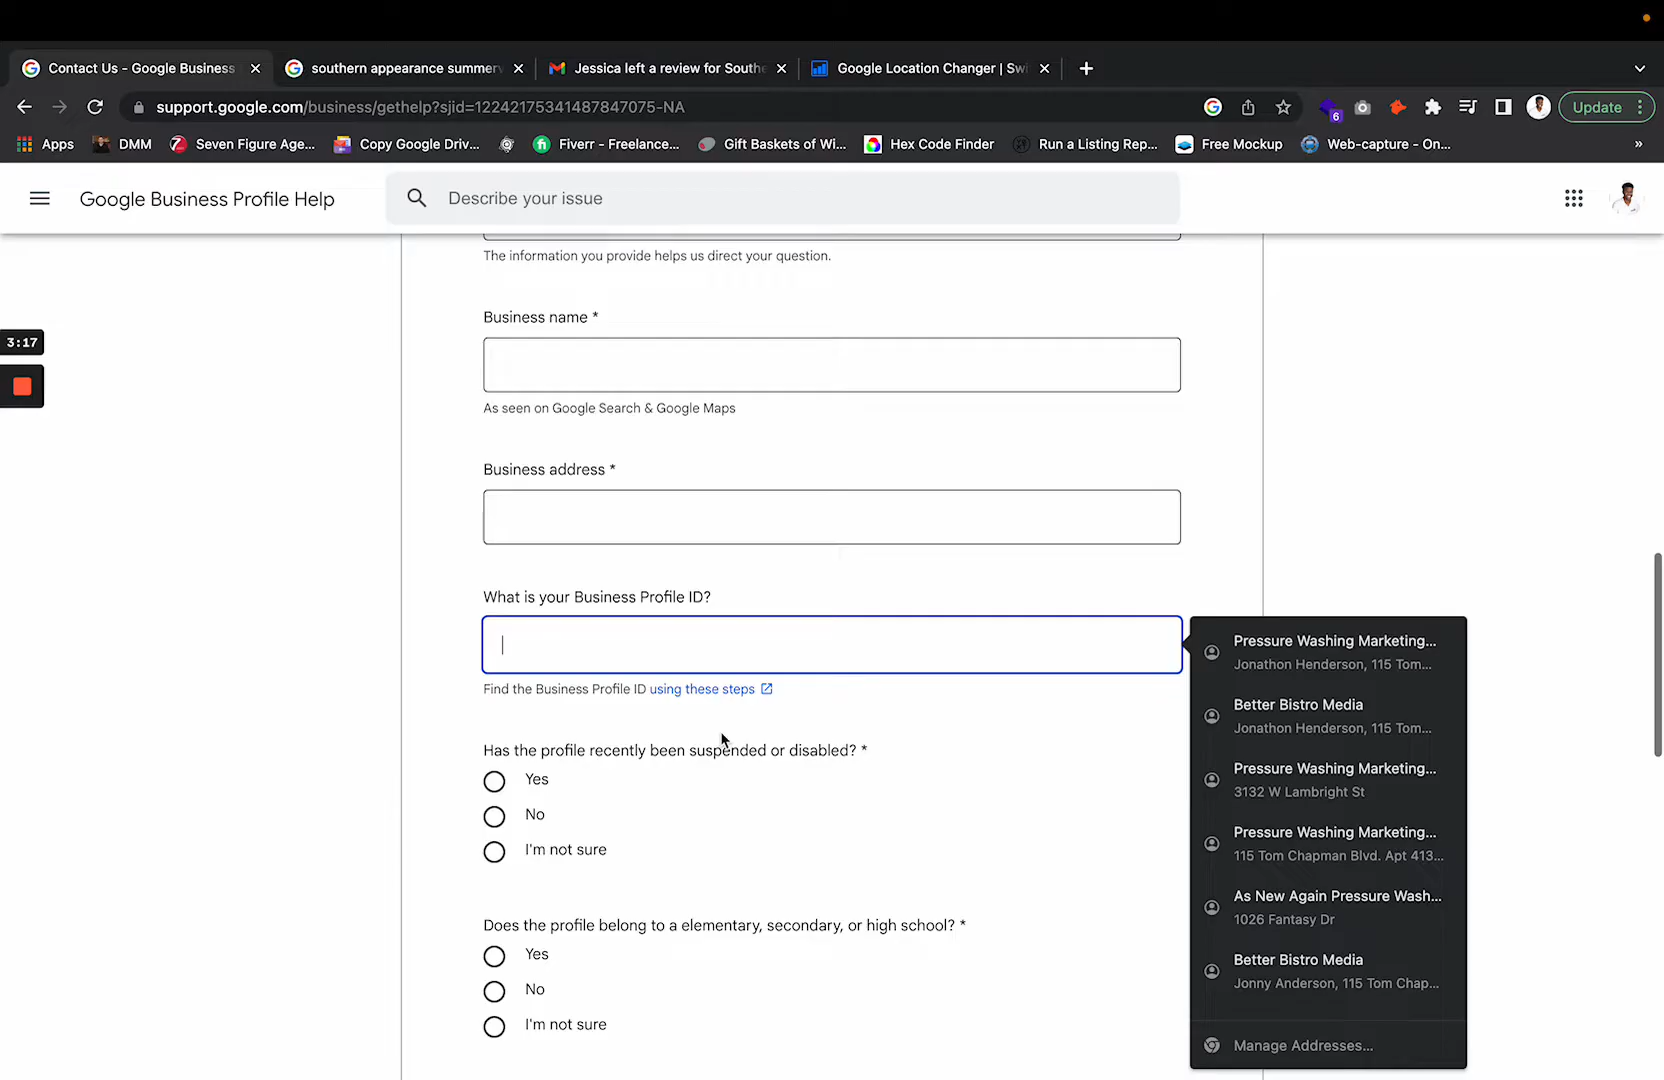 Contact Us - Google Business
southern appearance summerv
Jessica left a review for South
Google Location Changer | Swi
support.google.com/business/gethelp?sjid=12242175341487847075-NA
6
Update
Apps
DMM
Seven Figure Age...
Copy Google Driv...
Fiverr - Freelance...
Gift Baskets of Wi...
Hex Code Finder
Run a Listing Rep...
Free Mockup
Web-capture - On...
»
Google Business Profile Help
Describe your issue
The information you provide helps us direct your question.
3:17
Business name *
As seen on Google Search & Google Maps
Business address *
What is your Business Profile ID?
Find the Business Profile ID using these steps
Has the profile recently been suspended or disabled? *
Yes
No
I'm not sure
Does the profile belong to a elementary, secondary, or high school? *
Yes
No
I'm not sure
Pressure Washing Marketing...
Jonathon Henderson, 115 Tom...
Better Bistro Media
Jonathon Henderson, 115 Tom...
Pressure Washing Marketing...
3132 W Lambright St
Pressure Washing Marketing...
115 Tom Chapman Blvd. Apt 413...
As New Again Pressure Wash...
1026 Fantasy Dr
Better Bistro Media
Jonny Anderson, 115 Tom Chap...
Manage Addresses...